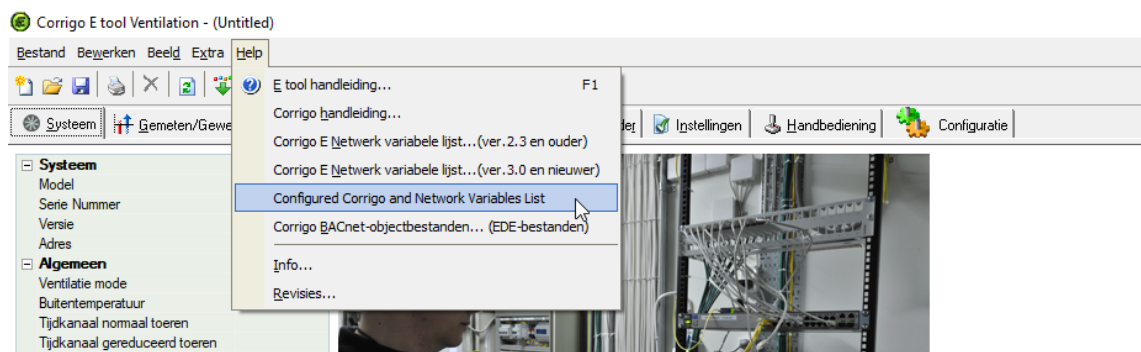 Corrigo E tool Ventilation - (Untitled)
Bestand Bewerken Beeld Extra Help
E tool handleiding... F1
Corrigo handleiding...
Corrigo E Netwerk variabele lijst...(ver.2.3 en ouder)
Corrigo E Netwerk variabele lijst...(ver.3.0 en nieuwer)
Configured Corrigo and Network Variables List
Corrigo BACnet-objectbestanden... (EDE-bestanden)
Info...
Revisies...
Systeem Gemeten/Gewe Instellingen Handbediening Configuratie
Systeem
Model
Serie Nummer
Versie
Adres
Algemeen
Ventilatie mode
Buitentemperatuur
Tijdkanaal normaal toeren
Tijdkanaal gereduceerd toeren